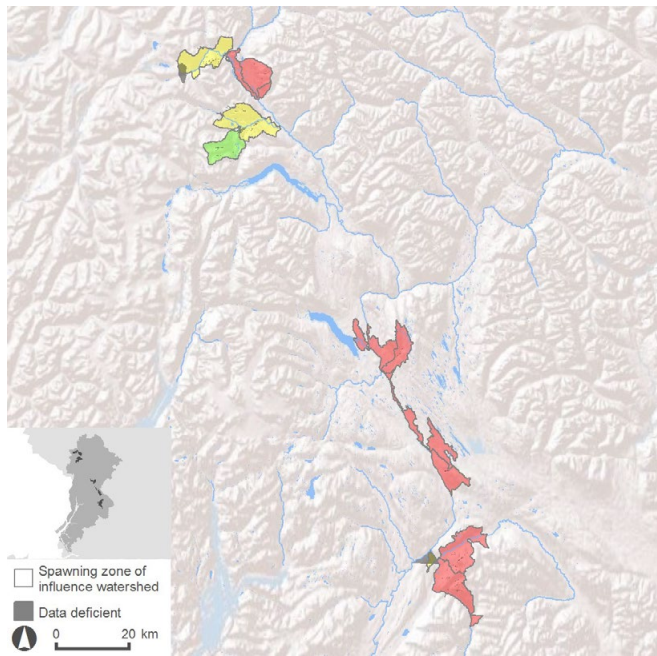 Spawning zone of
influence watershed
Data deficient
0 20 km